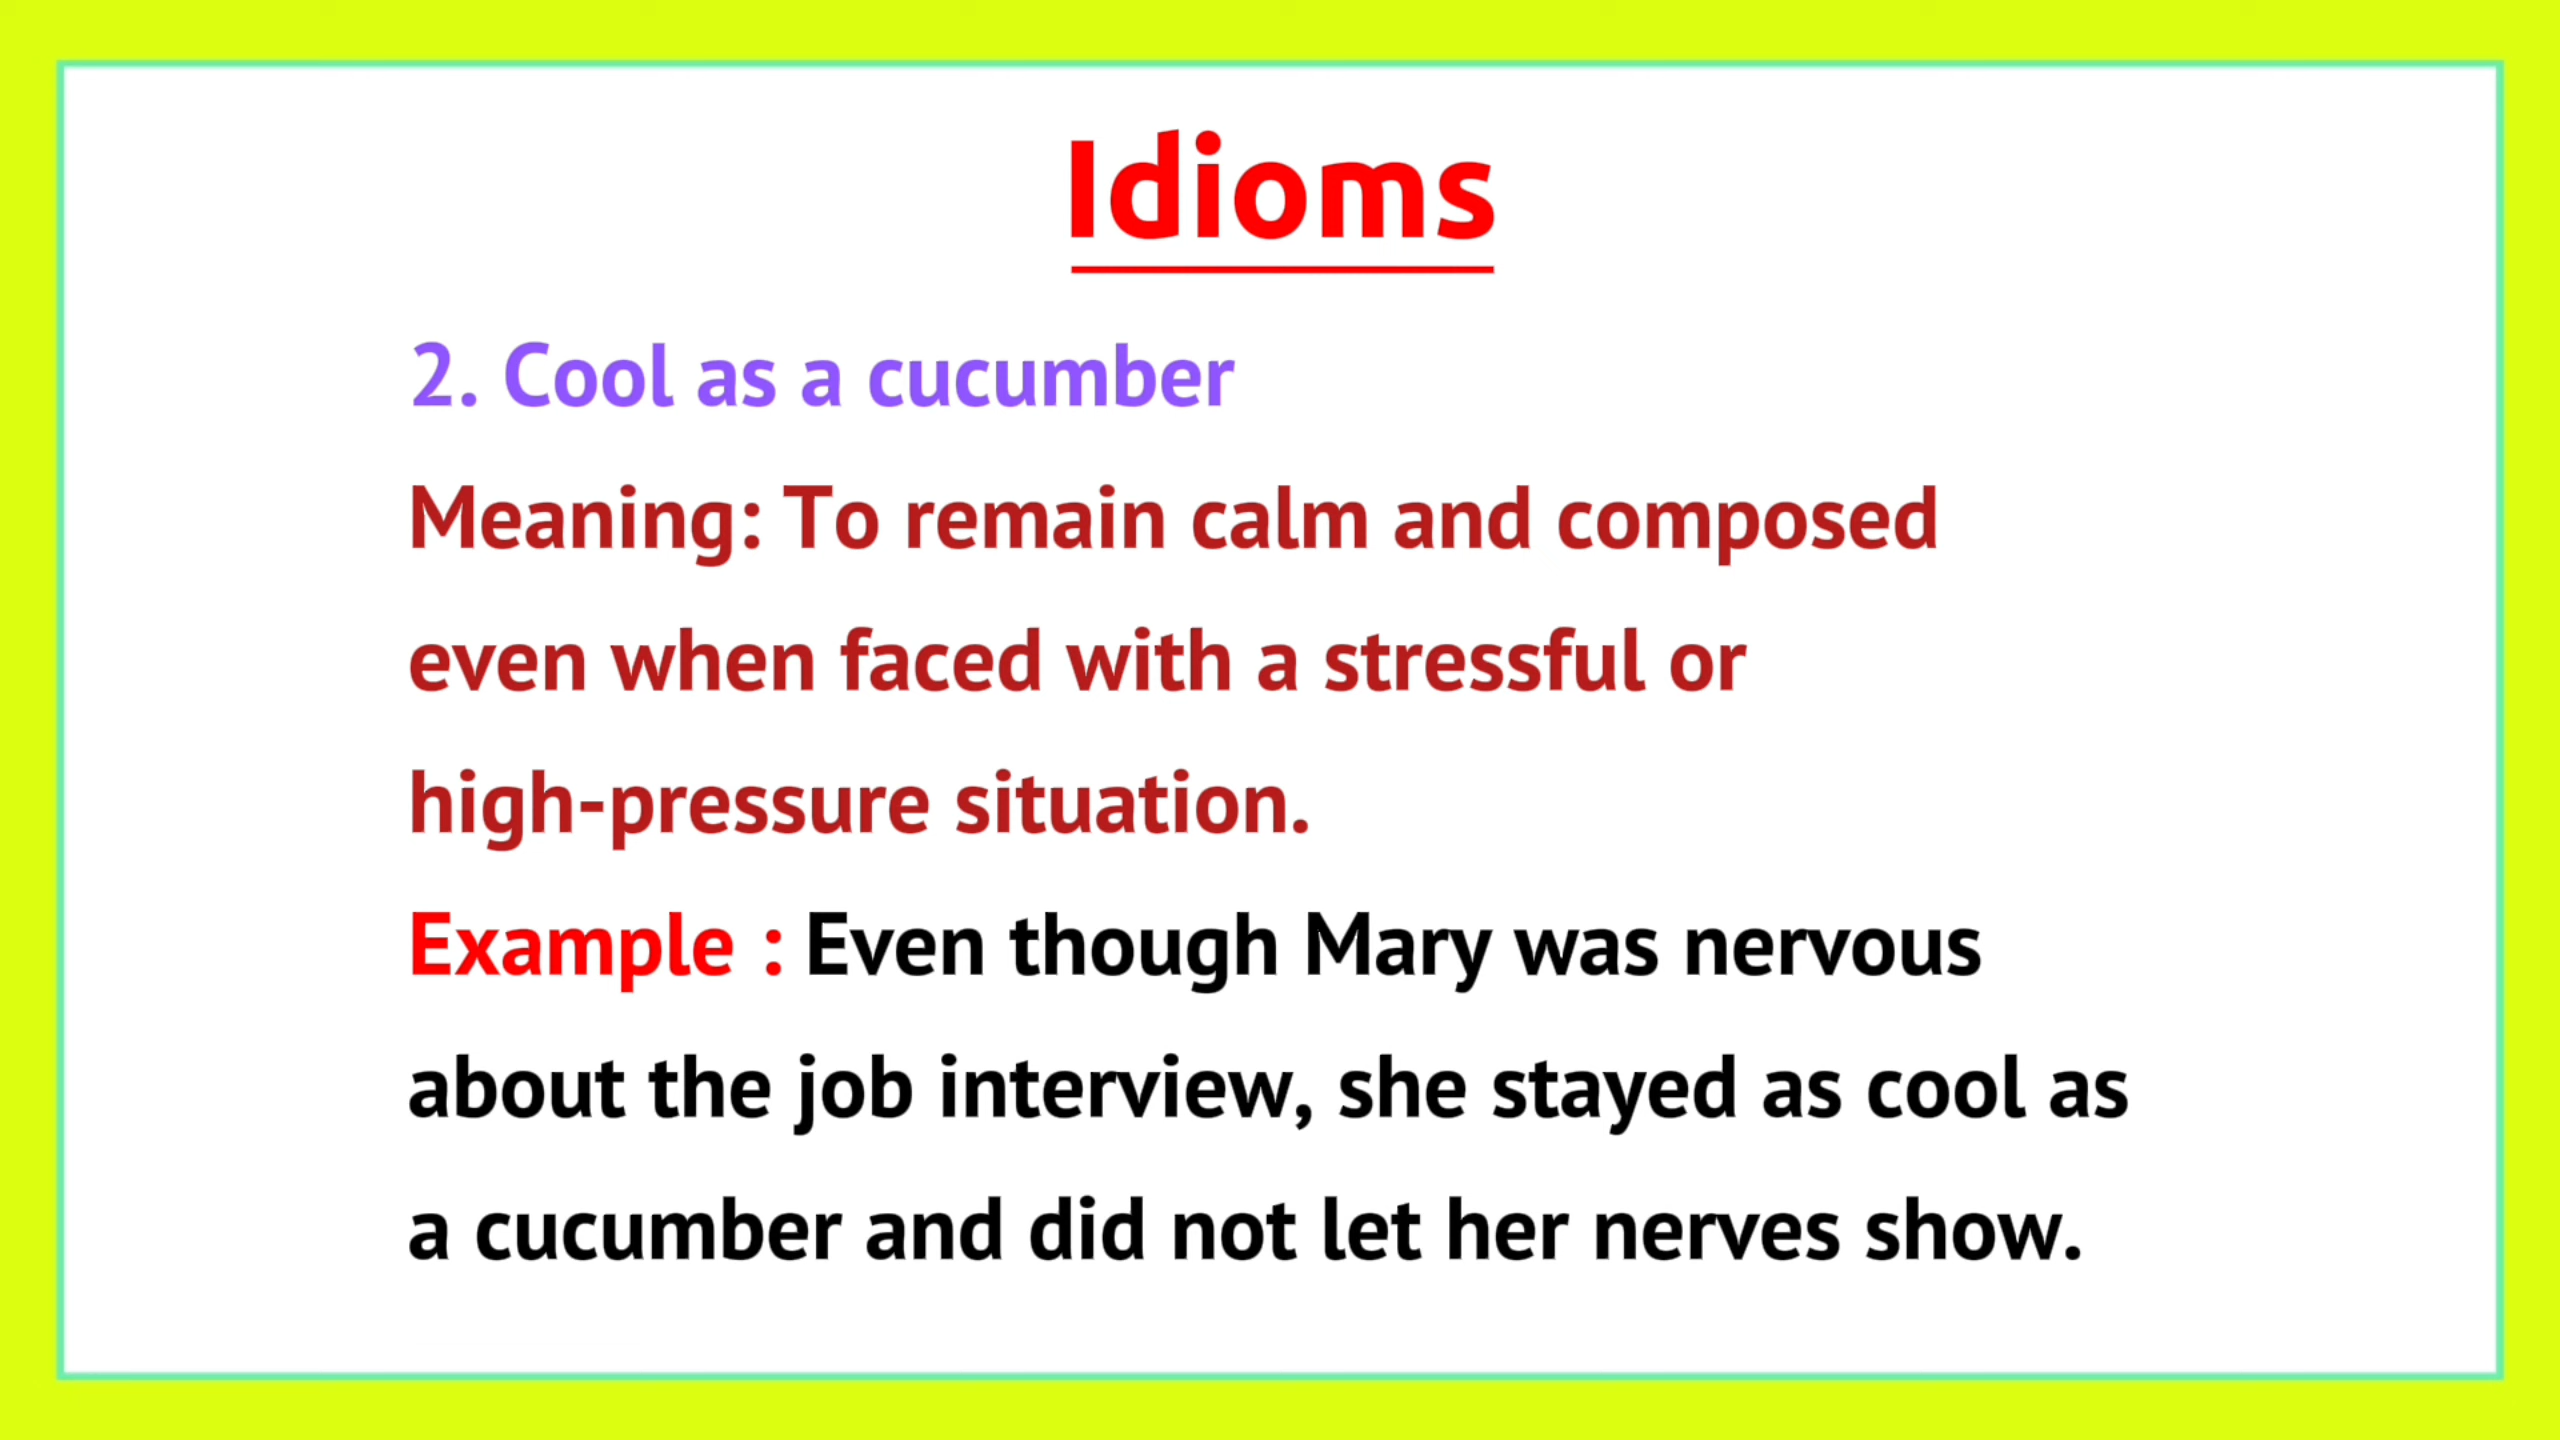 Idioms
2. Cool as a cucumber
Meaning: To remain calm and composed
even when faced with a stressful or
high-pressure situation.
Example : Even though Mary was nervous
about the job interview, she stayed as cool as
a cucumber and did not let her nerves show.